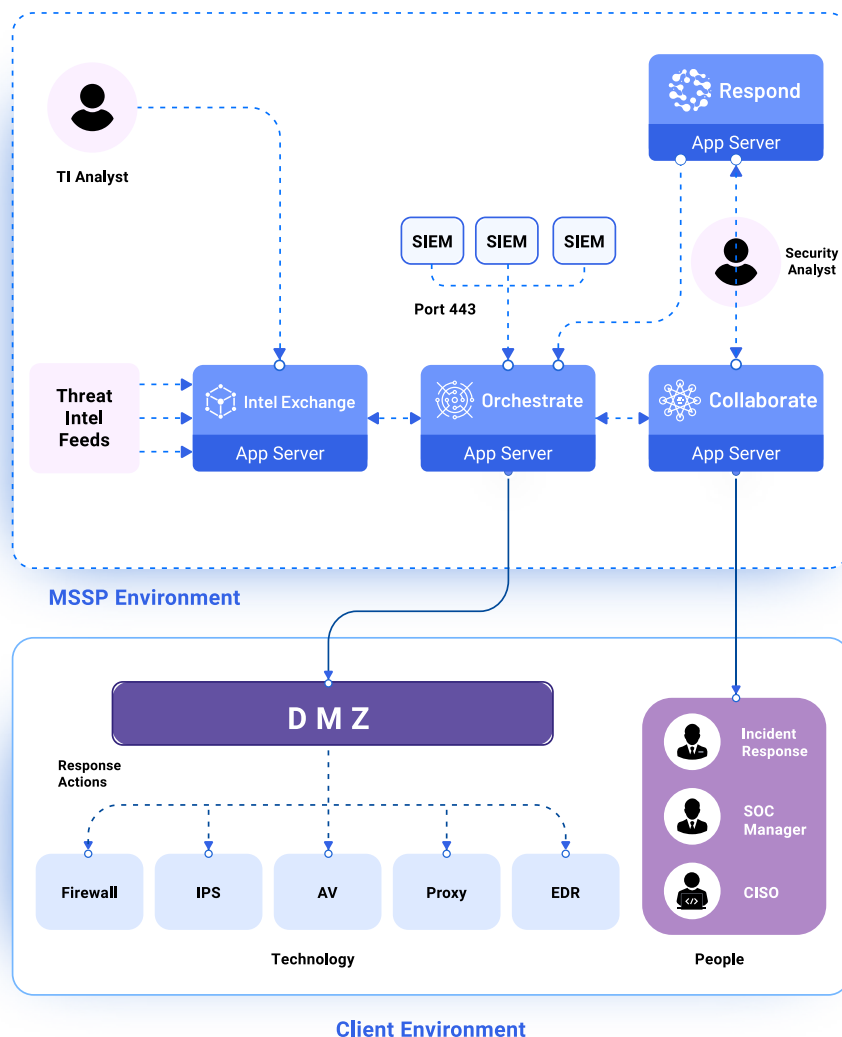 Respond
App Server
TI Analyst
SIEM
SIEM
SIEM
Security
Analyst
Port 443
Threat
Intel
Feeds
Intel Exchange
App Server
Orchestrate
App Server
Collaborate
App Server
MSSP Environment
DMZ
Response
Actions
Firewall
IPS
AV
Proxy
EDR
Technology
Incident
Response
SOC
Manager
</>
CISO
People
Client Environment